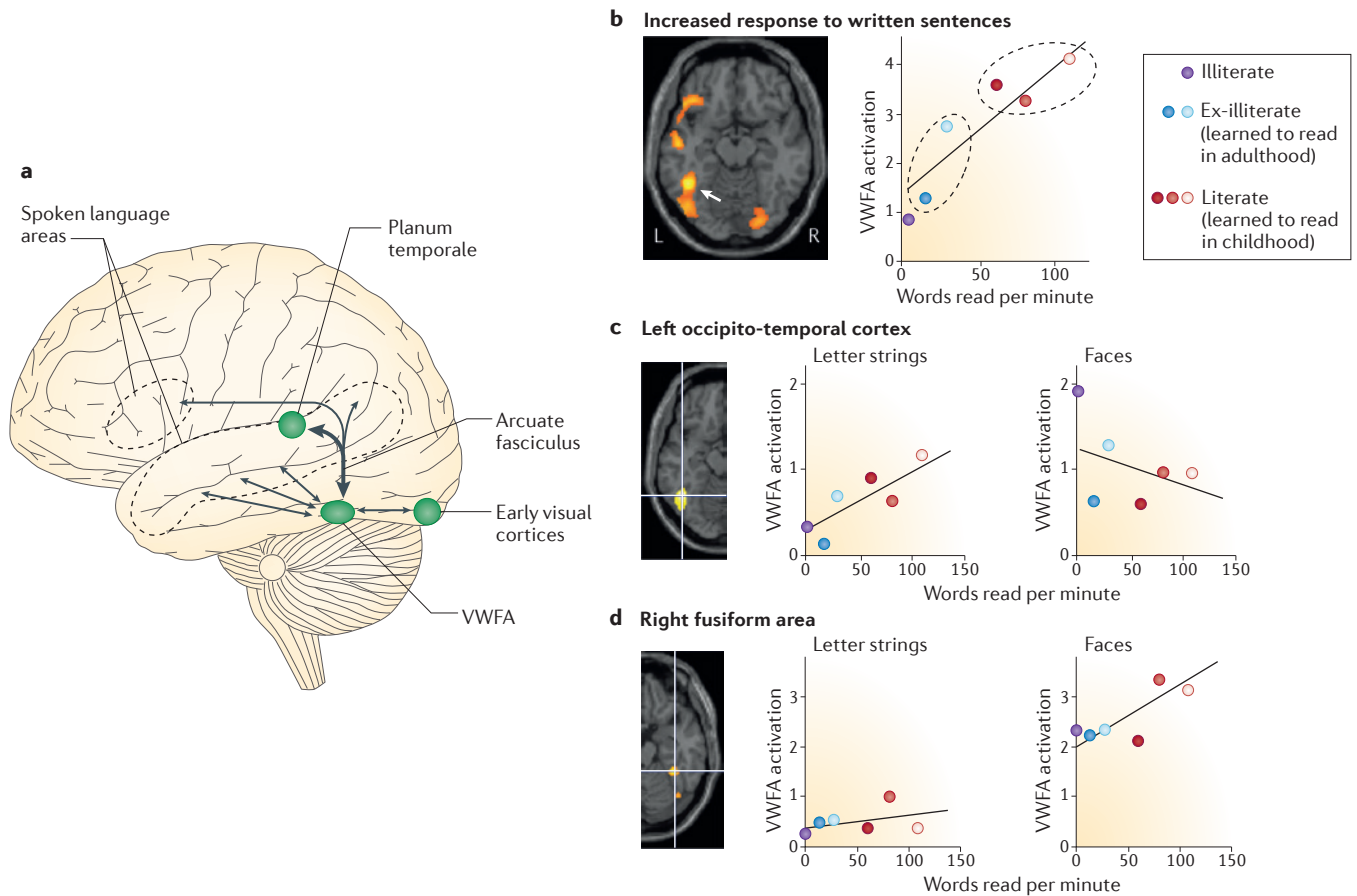 a
Spoken language
areas
Planum
temporale
Arcuate
fasciculus
Early visual
cortices
VWFA
b Increased response to written sentences
L
R
VWFA activation
4
3
2
1
0
0
50
100
Words read per minute
Illiterate
Ex-illiterate
(learned to read
in adulthood)
Literate
(learned to read
in childhood)
c Left occipito-temporal cortex
Letter strings
VWFA activation
2
1
0
0
50
100
150
Faces
VWFA activation
2
1
0
0
50
100
150
Words read per minute
d Right fusiform area
Letter strings
VWFA activation
3
2
1
0
0
50
100
150
Faces
VWFA activation
3
2
1
0
0
50
100
150
Words read per minute